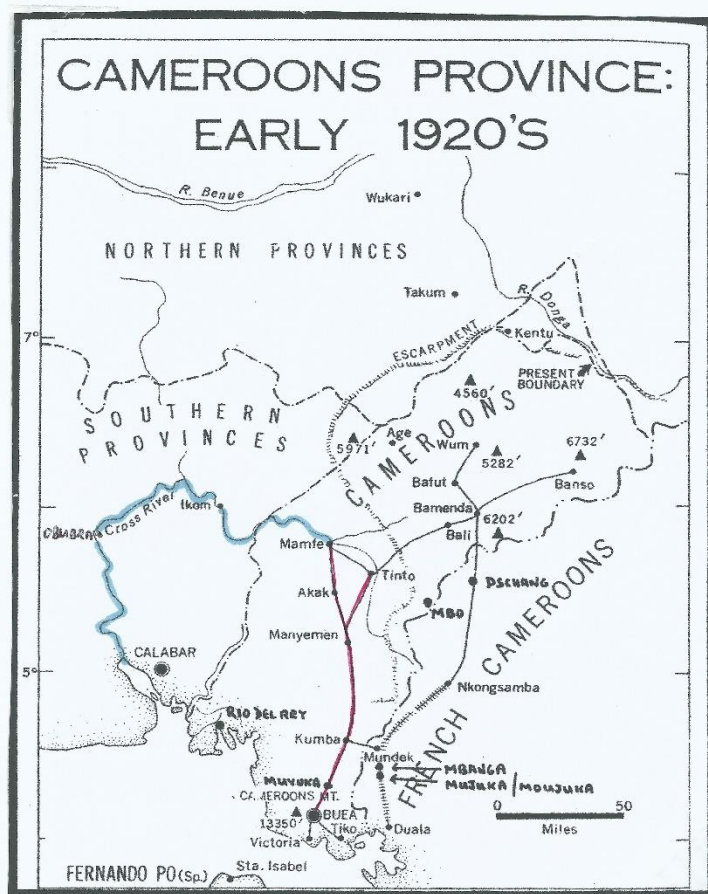 CAMEROONS PROVINCE:
EARLY 1920'S
R. Benue
Wukari
NORTHERN PROVINCES
Takum
R. Donga
7°
ESCARPMENT
Kentu
PRESENT
BOUNDARY
4560'
SOUTHERN
PROVINCES
CAMEROONS
5971'
Age
Wum
5282'
6732'
Bafut
Banso
Cross River
Ikom
Bamenda
6202'
OBUBRA
Bali
Mamfe
Tinto
DSCHANG
Akak
MBO
Manyemen
FRENCH CAMEROONS
CALABAR
5°
Nkongsamba
RIO DEL REY
Kumba
Mundek
MBANGA
MUYUKA
MUJUKA/MOUJUKA
CAMEROONS MT.
13350'
BUEA
0 50
Miles
Victoria
Tiko
Duala
FERNANDO PO (Sp.)
Sta. Isabel